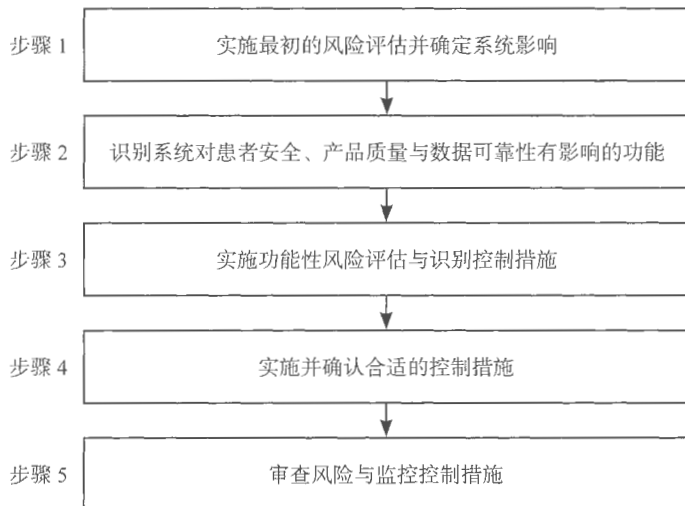 步骤 1 实施最初的风险评估并确定系统影响
步骤 2 识别系统对患者安全、产品质量与数据可靠性有影响的功能
步骤 3 实施功能性风险评估与识别控制措施
步骤 4 实施并确认合适的控制措施
步骤 5 审查风险与监控控制措施